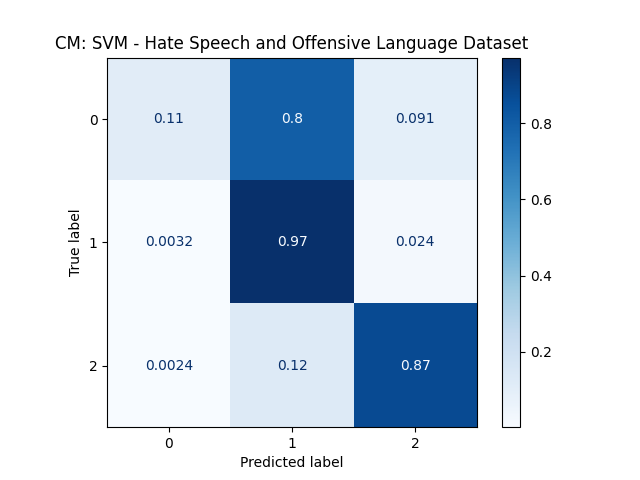 CM: SVM - Hate Speech and Offensive Language Dataset
0 0.11 0.8 0.091
1 0.0032 0.97 0.024
2 0.0024 0.12 0.87
True label
0 1 2
Predicted label
0.8
0.6
0.4
0.2